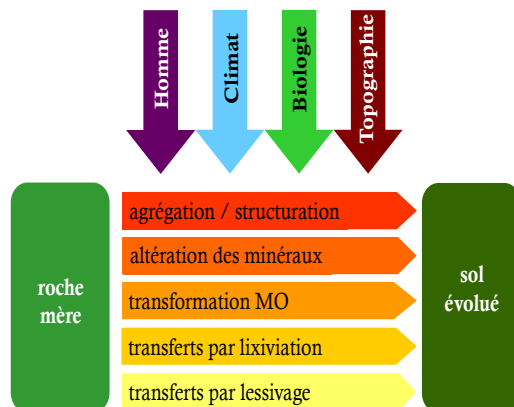 Homme
Climat
Biologie
Topographie
roche
mère
agrégation / structuration
altération des minéraux
transformation MO
transferts par lixiviation
transferts par lessivage
sol
évolué